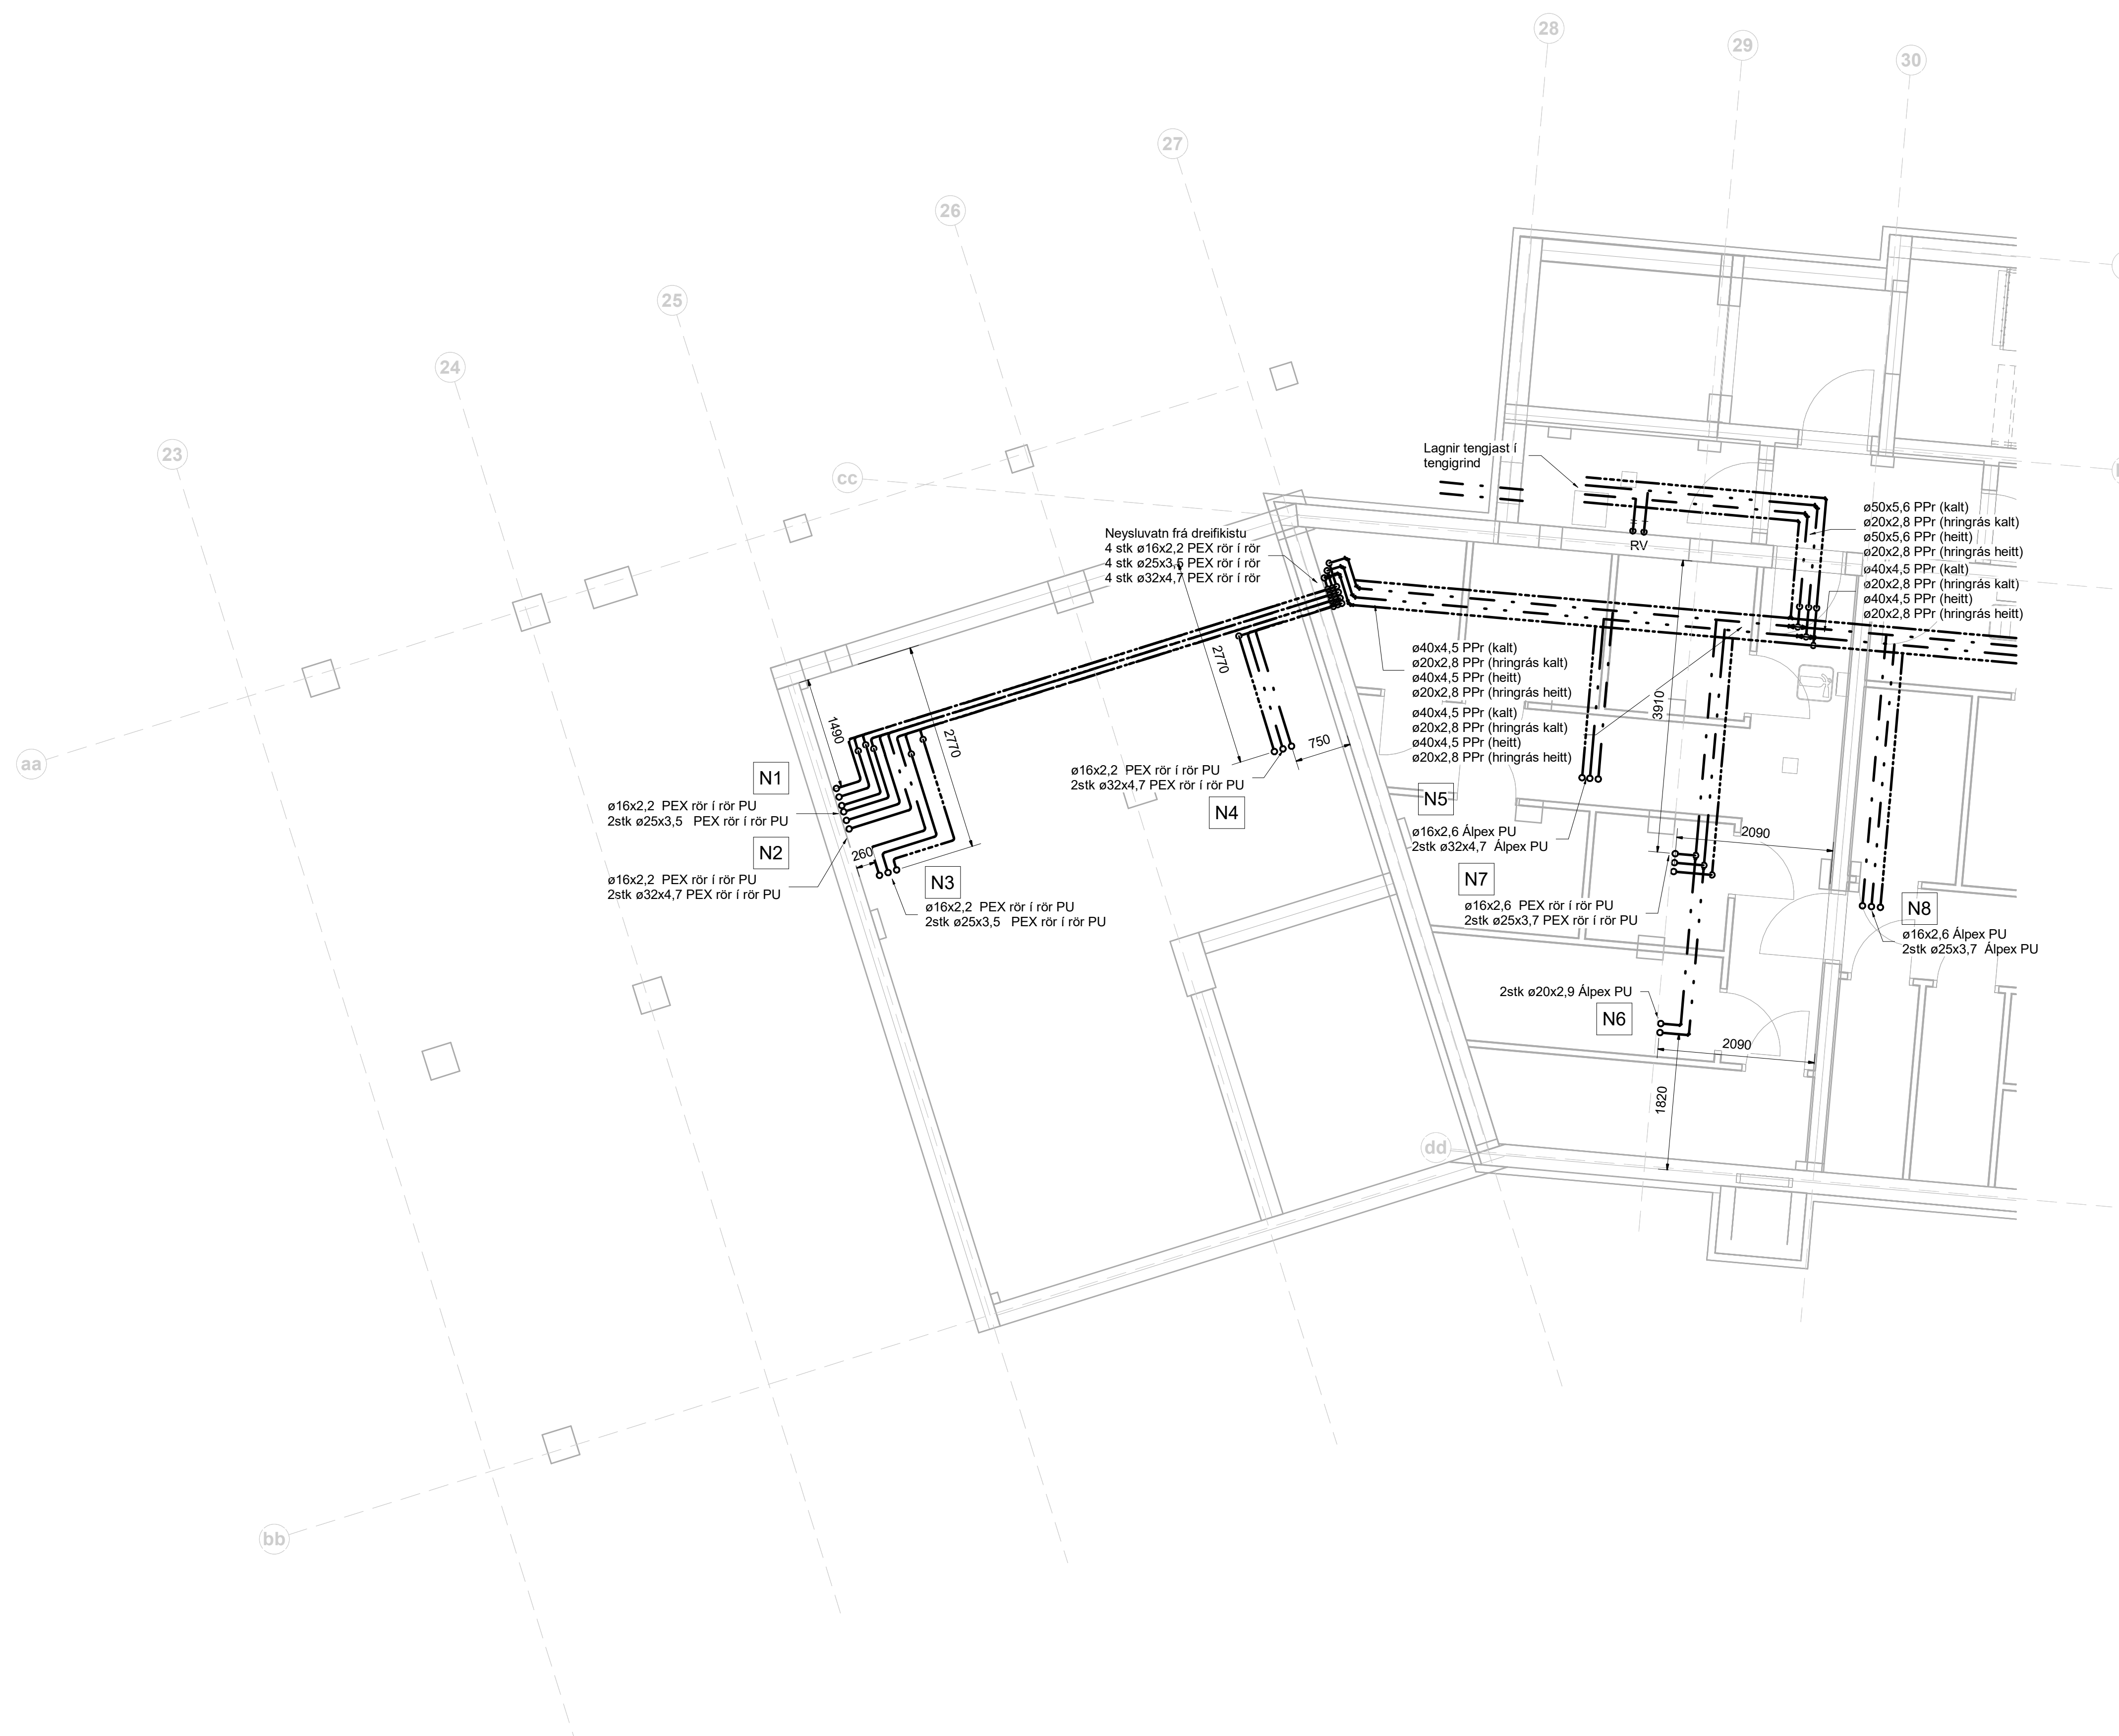 28
29
30
27
26
25
24
23
cc
aa
bb
dd
Lagnir tengjast í
tengigrind
RV
ø50x5,6 PPr (kalt)
ø20x2,8 PPr (hringrás kalt)
ø50x5,6 PPr (heitt)
ø20x2,8 PPr (hringrás heitt)
ø40x4,5 PPr (kalt)
ø20x2,8 PPr (hringrás kalt)
ø40x4,5 PPr (heitt)
ø20x2,8 PPr (hringrás heitt)
Neysluvatn frá dreifikistu
4 stk ø16x2,2 PEX rör í rör
4 stk ø25x3,5 PEX rör í rör
4 stk ø32x4,7 PEX rör í rör
ø40x4,5 PPr (kalt)
ø20x2,8 PPr (hringrás kalt)
ø40x4,5 PPr (heitt)
ø20x2,8 PPr (hringrás heitt)
ø40x4,5 PPr (kalt)
ø20x2,8 PPr (hringrás kalt)
ø40x4,5 PPr (heitt)
ø20x2,8 PPr (hringrás heitt)
1490
2770
2770
750
3910
N1
ø16x2,2 PEX rör í rör PU
2stk ø25x3,5 PEX rör í rör PU
N2
ø16x2,2 PEX rör í rör PU
2stk ø32x4,7 PEX rör í rör PU
260
N3
ø16x2,2 PEX rör í rör PU
2stk ø25x3,5 PEX rör í rör PU
ø16x2,2 PEX rör í rör PU
2stk ø32x4,7 PEX rör í rör PU
N4
N5
ø16x2,6 Álpex PU
2stk ø32x4,7 Álpex PU
2090
N7
ø16x2,6 PEX rör í rör PU
2stk ø25x3,7 PEX rör í rör PU
N8
ø16x2,6 Álpex PU
2stk ø25x3,7 Álpex PU
2stk ø20x2,9 Álpex PU
N6
2090
1820